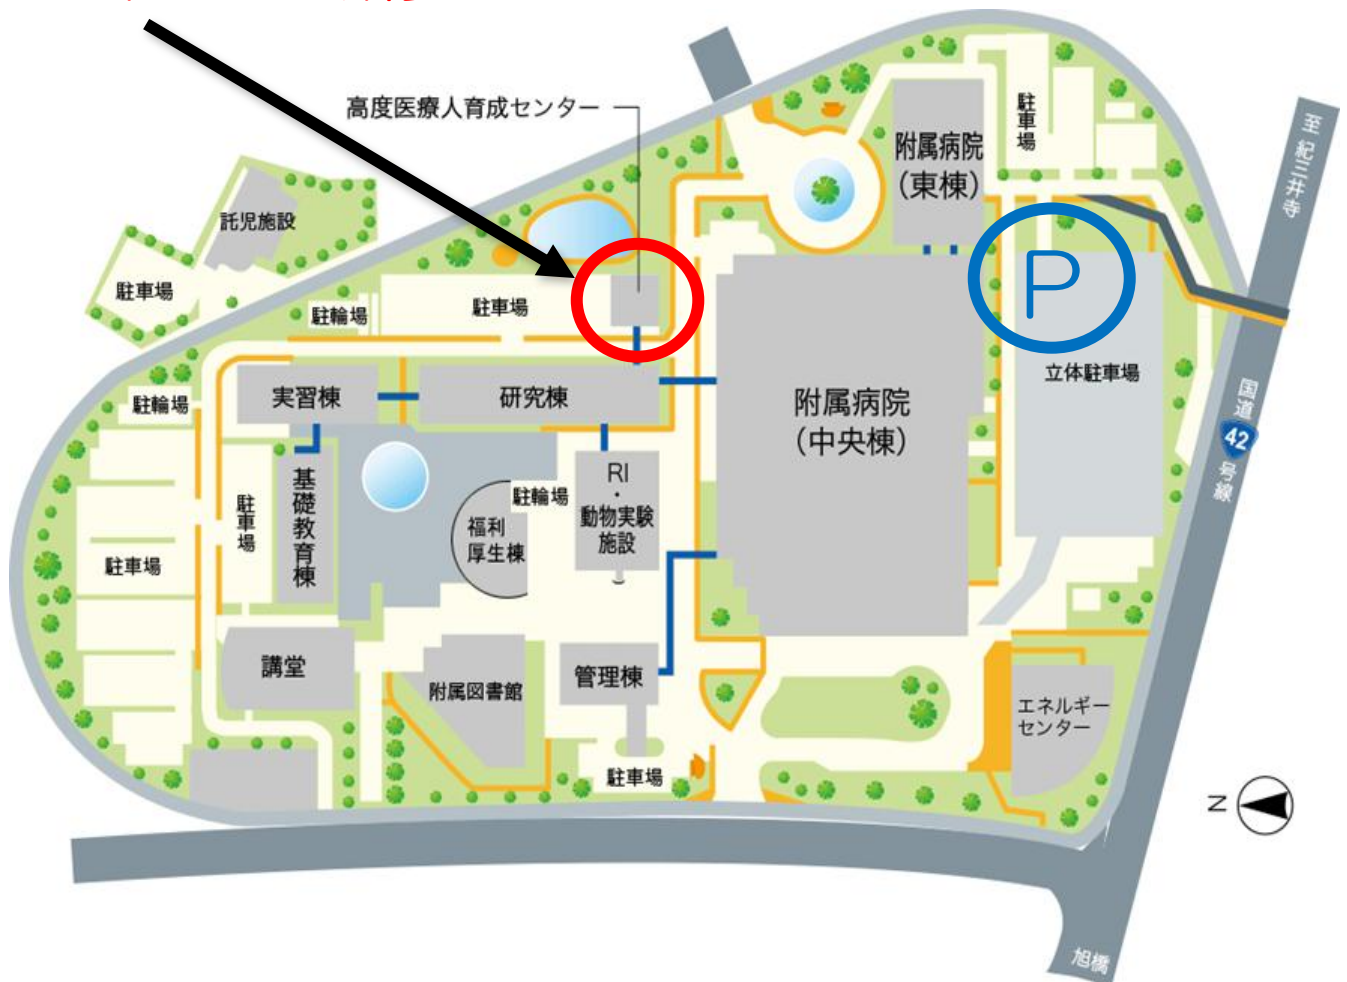 高度医療人育成センター
附属病院
（東棟）
駐車場
至 紀三井寺
託児施設
駐車場
駐輪場
駐車場
P
立体駐車場
国道
42
号線
実習棟
研究棟
駐輪場
附属病院
（中央棟）
基礎教育棟
駐車場
福利
厚生棟
駐輪場
RI
・
動物実験
施設
駐車場
講堂
附属図書館
管理棟
エネルギー
センター
駐車場
N
旭橋